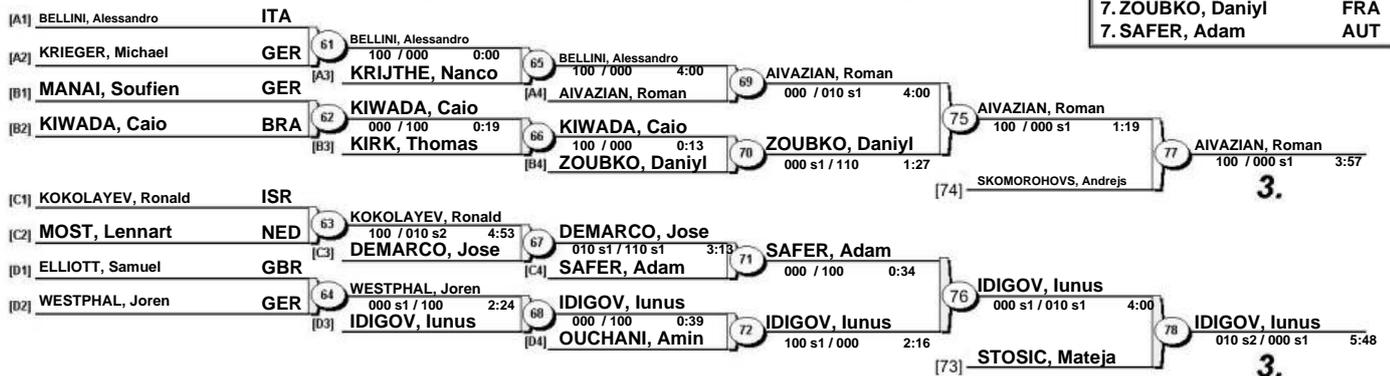 7. ZOUBKO, Daniyl FRA
7. SAFER, Adam AUT
[A1] BELLINI, Alessandro ITA
[A2] KRIEGER, Michael GER
61
BELLINI, Alessandro
100 / 000 0:00
[A3] KRIJTHE, Nanco
65
BELLINI, Alessandro
100 / 000 4:00
[A4] AIVAZIAN, Roman
69
AIVAZIAN, Roman
000 / 010 s1 4:00
[B1] MANAI, Soufien GER
[B2] KIWADA, Caio BRA
62
KIWADA, Caio
000 / 100 0:19
[B3] KIRK, Thomas
66
KIWADA, Caio
100 / 000 0:13
[B4] ZOUBKO, Daniyl
70
ZOUBKO, Daniyl
000 s1 / 110 1:27
75
AIVAZIAN, Roman
100 / 000 s1 1:19
[74] SKOMOROHOVS, Andrejs
77
AIVAZIAN, Roman
100 / 000 s1 3:57
3.
[C1] KOKOLAYEV, Ronald ISR
[C2] MOST, Lennart NED
63
KOKOLAYEV, Ronald
100 / 010 s2 4:53
[C3] DEMARCO, Jose
67
DEMARCO, Jose
010 s1 / 110 s1 3:13
[C4] SAFER, Adam
71
SAFER, Adam
000 / 100 0:34
[D1] ELLIOTT, Samuel GBR
[D2] WESTPHAL, Joren GER
64
WESTPHAL, Joren
000 s1 / 100 2:24
[D3] IDIGOV, Iunus
68
IDIGOV, Iunus
000 / 100 0:39
[D4] OUCHANI, Amin
72
IDIGOV, Iunus
100 s1 / 000 2:16
76
IDIGOV, Iunus
000 s1 / 010 s1 4:00
[73] STOSIC, Mateja
78
IDIGOV, Iunus
010 s2 / 000 s1 5:48
3.